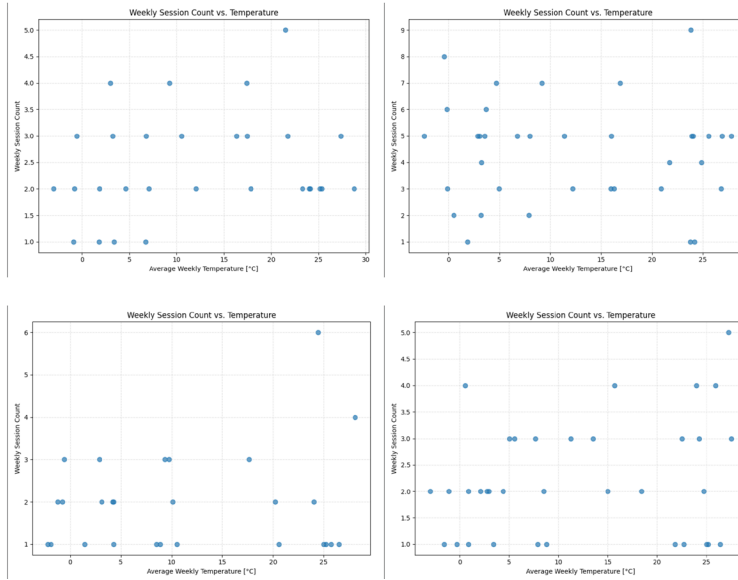 Weekly Session Count vs. Temperature
5.0
4.5
4.0
3.5
3.0
2.5
2.0
1.5
1.0
Weekly Session Count
0 5 10 15 20 25 30
Average Weekly Temperature [°C]
Weekly Session Count vs. Temperature
9
8
7
6
5
4
3
2
1
Weekly Session Count
0 5 10 15 20 25
Average Weekly Temperature [°C]
Weekly Session Count vs. Temperature
6
5
4
3
2
1
Weekly Session Count
0 5 10 15 20 25
Average Weekly Temperature [°C]
Weekly Session Count vs. Temperature
5.0
4.5
4.0
3.5
3.0
2.5
2.0
1.5
1.0
Weekly Session Count
0 5 10 15 20 25
Average Weekly Temperature [°C]